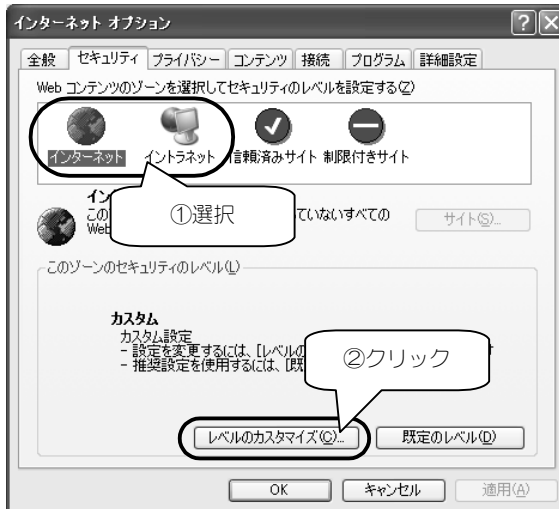 インターネット オプション
全般 セキュリティ プライバシー コンテンツ 接続 プログラム 詳細設定
Web コンテンツのゾーンを選択してセキュリティのレベルを設定する(Z)
インターネット イントラネット 信頼済みサイト 制限付きサイト
①選択
イン
この ていないすべての
Web
サイト(S)...
このゾーンのセキュリティのレベル(L)
カスタム
カスタム設定
- 設定を変更するには、[レベルの
- 推奨設定を使用するには、[既
②クリック
レベルのカスタマイズ(C)... 既定のレベル(D)
OK キャンセル 適用(A)